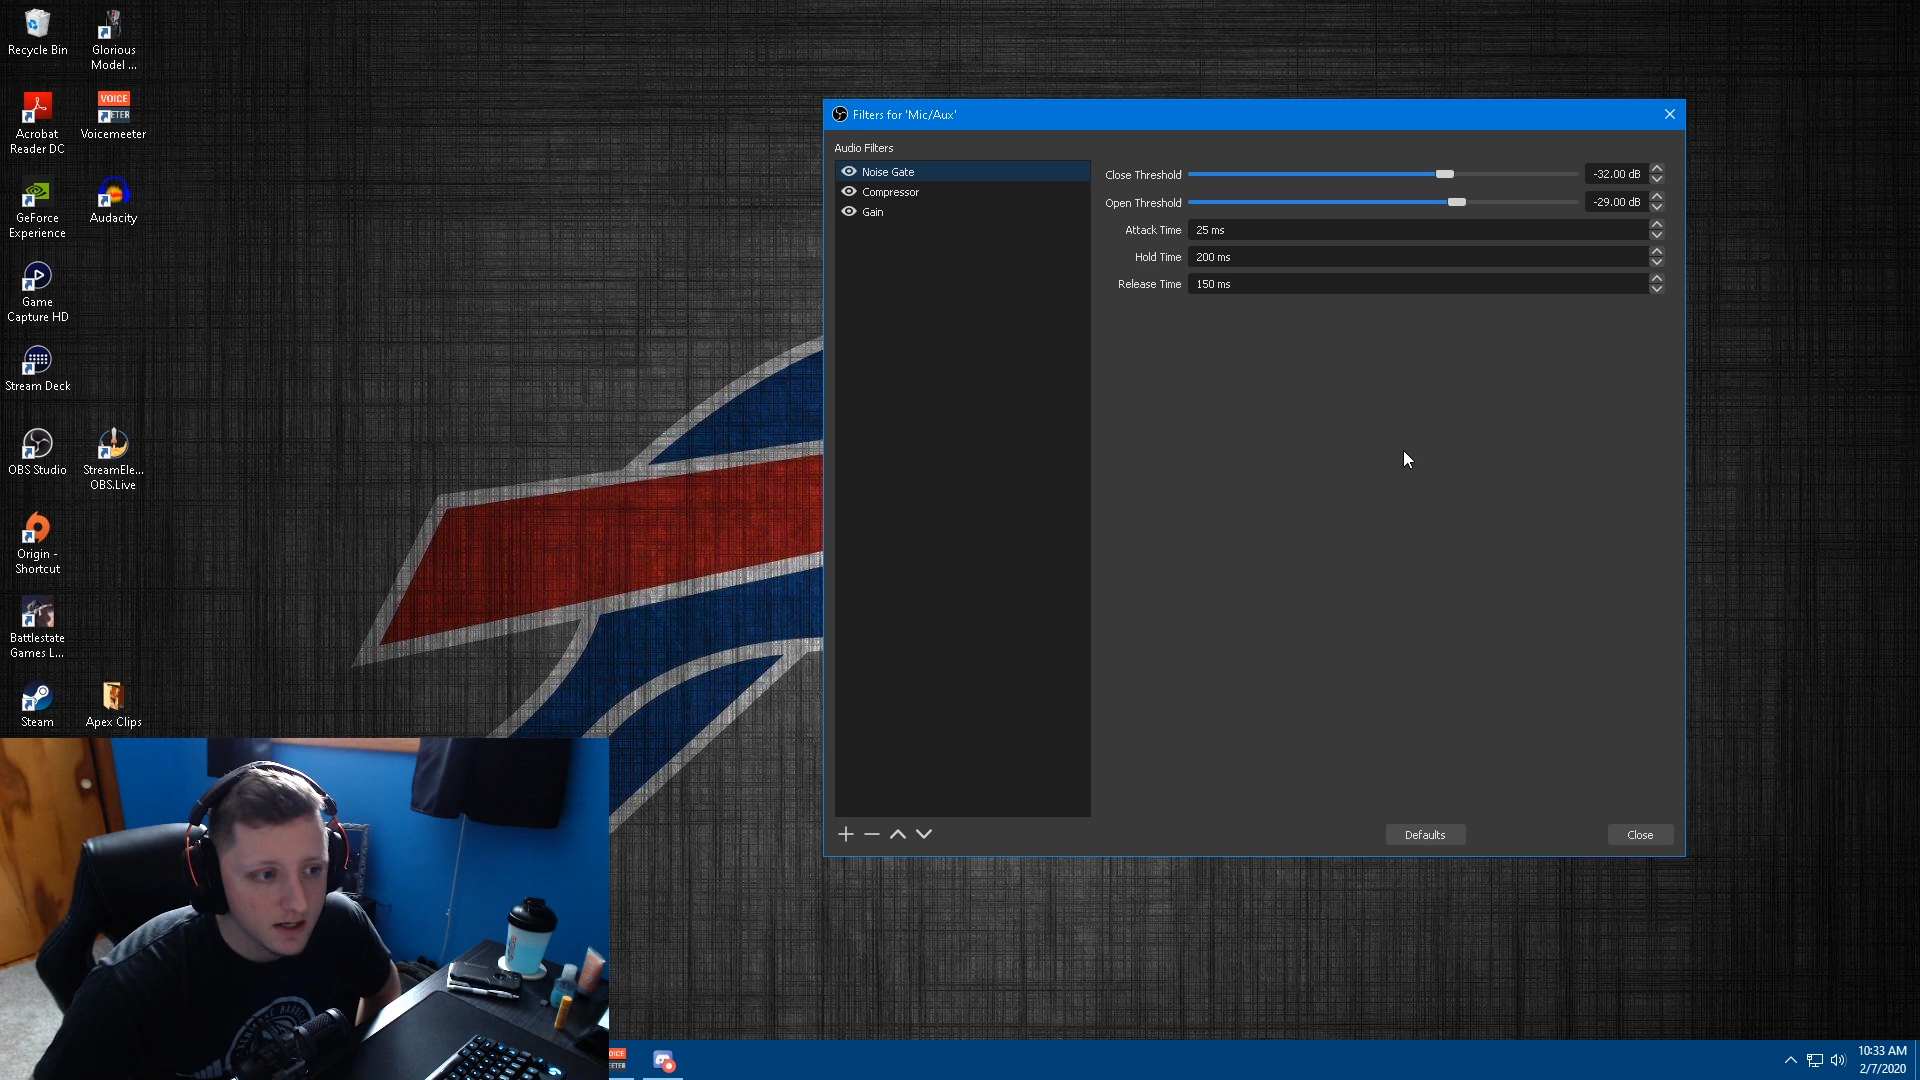 Recycle Bin
Glorious
Model ...
Acrobat
Reader DC
VOICE
Voicemeeter
GeForce
Experience
Audacity
Game
Capture HD
Stream Deck
OBS Studio
StreamEle...
OBS.Live
Origin -
Shortcut
Battlestate
Games L...
Steam
Apex Clips
Filters for 'Mic/Aux'
Audio Filters
Noise Gate
Compressor
Gain
Close Threshold
-32.00 dB
Open Threshold
-29.00 dB
Attack Time
25 ms
Hold Time
200 ms
Release Time
150 ms
Defaults
Close
10:33 AM
2/7/2020